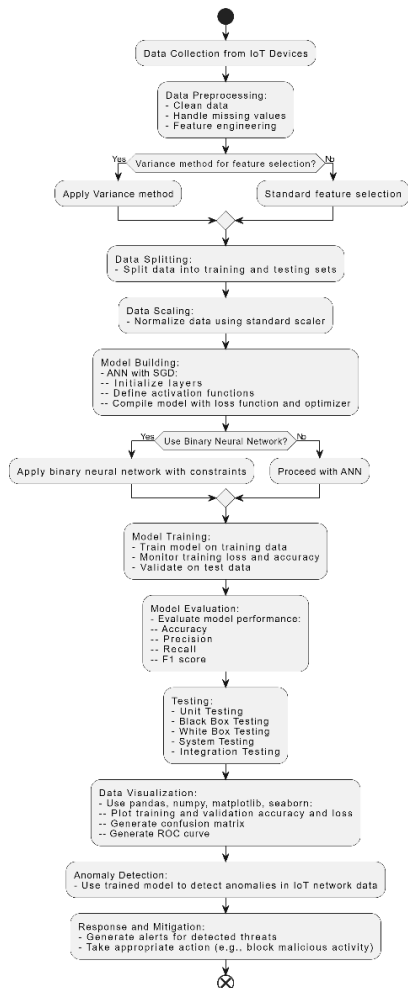 Data Collection from IoT Devices
Data Preprocessing:
- Clean data
- Handle missing values
- Feature engineering
Yes
Variance method for feature selection?
No
Apply Variance method
Standard feature selection
Data Splitting:
- Split data into training and testing sets
Data Scaling:
- Normalize data using standard scaler
Model Building:
- ANN with SGD:
-- Initialize layers
-- Define activation functions
-- Compile model with loss function and optimizer
Yes
Use Binary Neural Network?
No
Apply binary neural network with constraints
Proceed with ANN
Model Training:
- Train model on training data
- Monitor training loss and accuracy
- Validate on test data
Model Evaluation:
- Evaluate model performance:
-- Accuracy
-- Precision
-- Recall
-- F1 score
Testing:
- Unit Testing
- Black Box Testing
- White Box Testing
- System Testing
- Integration Testing
Data Visualization:
- Use pandas, numpy, matplotlib, seaborn:
-- Plot training and validation accuracy and loss
-- Generate confusion matrix
-- Generate ROC curve
Anomaly Detection:
- Use trained model to detect anomalies in IoT network data
Response and Mitigation:
- Generate alerts for detected threats
- Take appropriate action (e.g., block malicious activity)